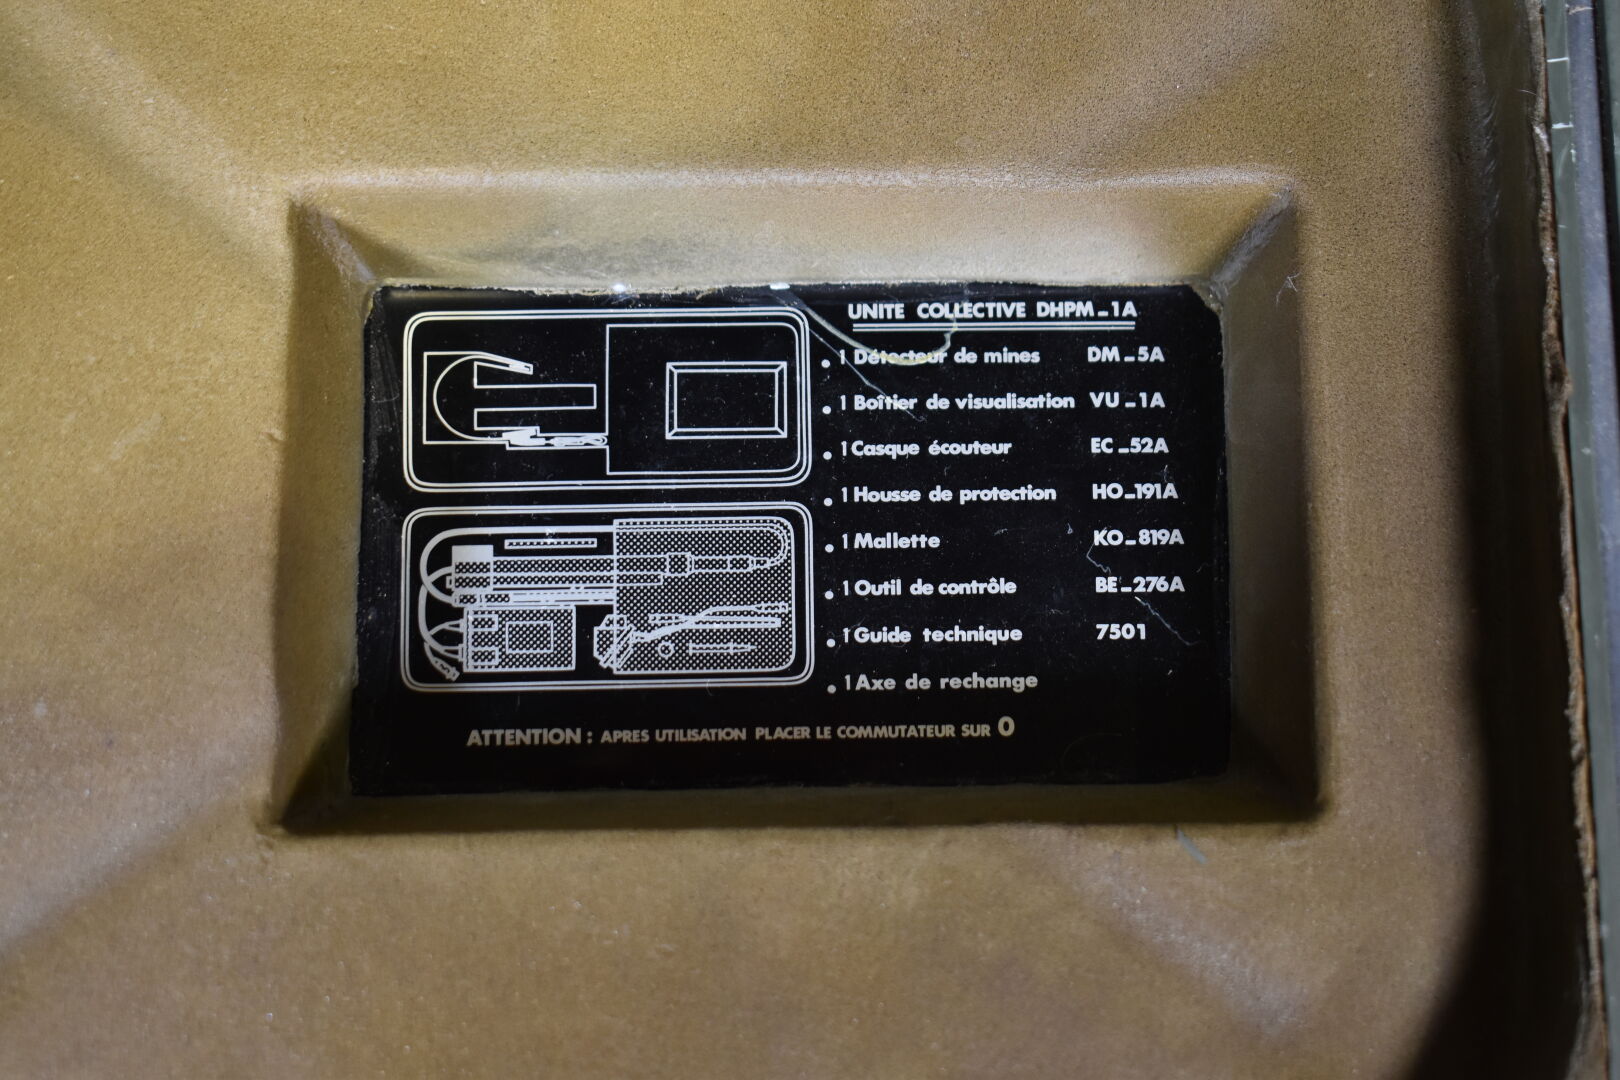 UNITE COLLECTIVE DHPM_1A
. 1 Détecteur de mines DM_5A
. 1 Boîtier de visualisation VU_1A
. 1 Casque écouteur EC_52A
. 1 Housse de protection HO_191A
. 1 Mallette KO_819A
. 1 Outil de contrôle BE_276A
. 1 Guide technique 7501
. 1 Axe de rechange
ATTENTION : APRES UTILISATION PLACER LE COMMUTATEUR SUR 0